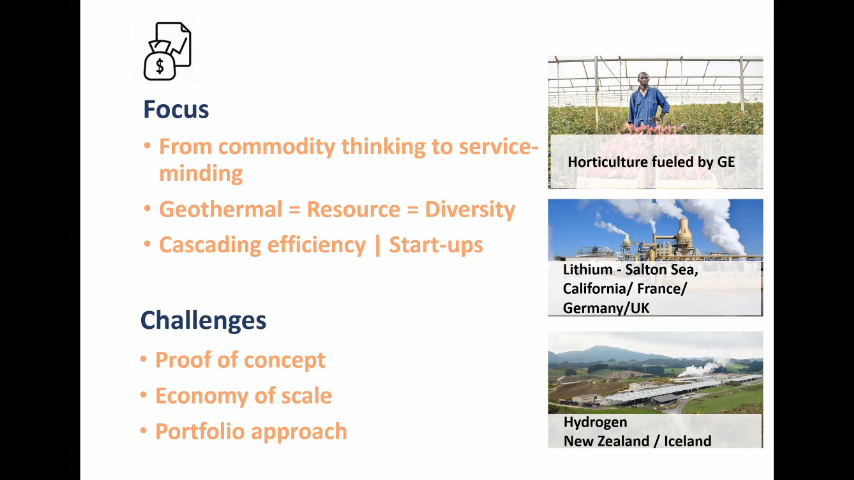 $
Focus
• From commodity thinking to service-
minding
• Geothermal = Resource = Diversity
• Cascading efficiency | Start-ups
Challenges
• Proof of concept
• Economy of scale
• Portfolio approach
Horticulture fueled by GE
Lithium - Salton Sea,
California/ France/
Germany/UK
Hydrogen
New Zealand / Iceland